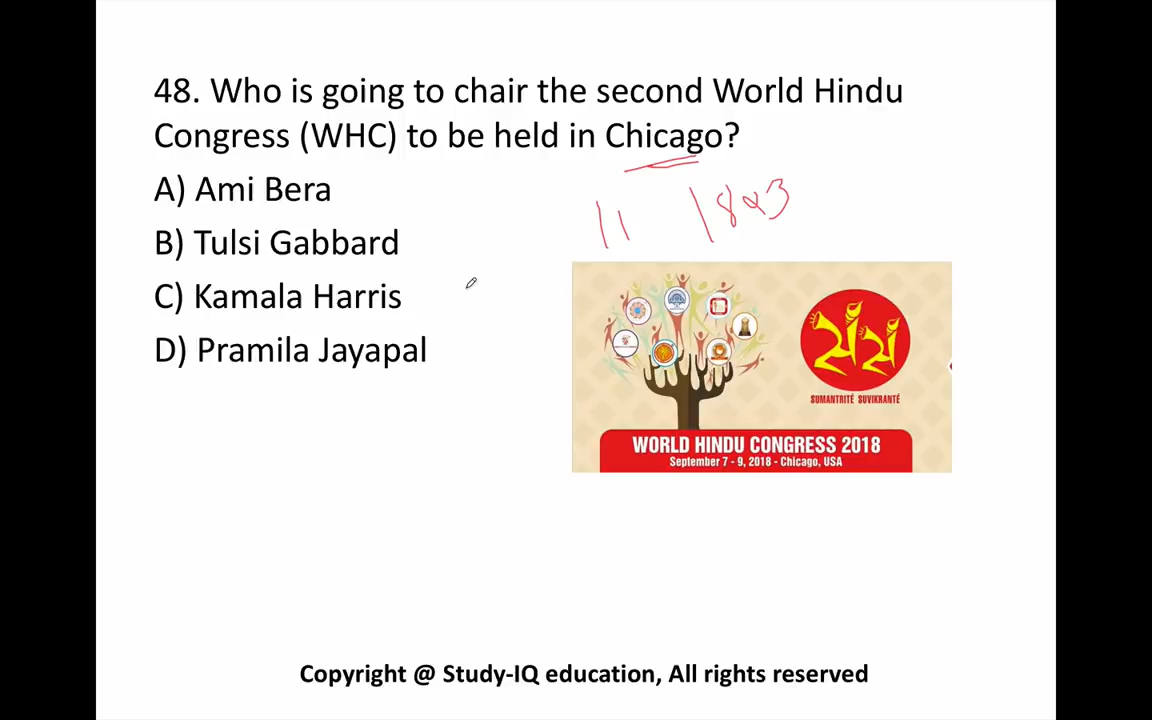 48. Who is going to chair the second World Hindu
Congress (WHC) to be held in Chicago?
A) Ami Bera
B) Tulsi Gabbard
C) Kamala Harris
D) Pramila Jayapal
11 1893
SUMANTRITÉ SUVIKRANTÉ
WORLD HINDU CONGRESS 2018
September 7 - 9, 2018 - Chicago, USA
Copyright @ Study-IQ education, All rights reserved